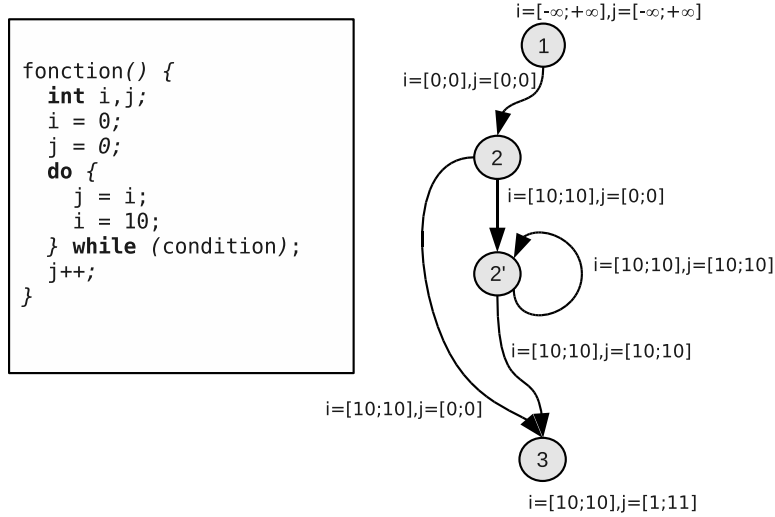 fonction() {
int i,j;
i = 0;
j = 0;
do {
j = i;
i = 10;
} while (condition);
j++;
}
i=[-∞;+∞],j=[-∞;+∞]
1
i=[0;0],j=[0;0]
2
i=[10;10],j=[0;0]
2'
i=[10;10],j=[10;10]
i=[10;10],j=[10;10]
i=[10;10],j=[0;0]
3
i=[10;10],j=[1;11]